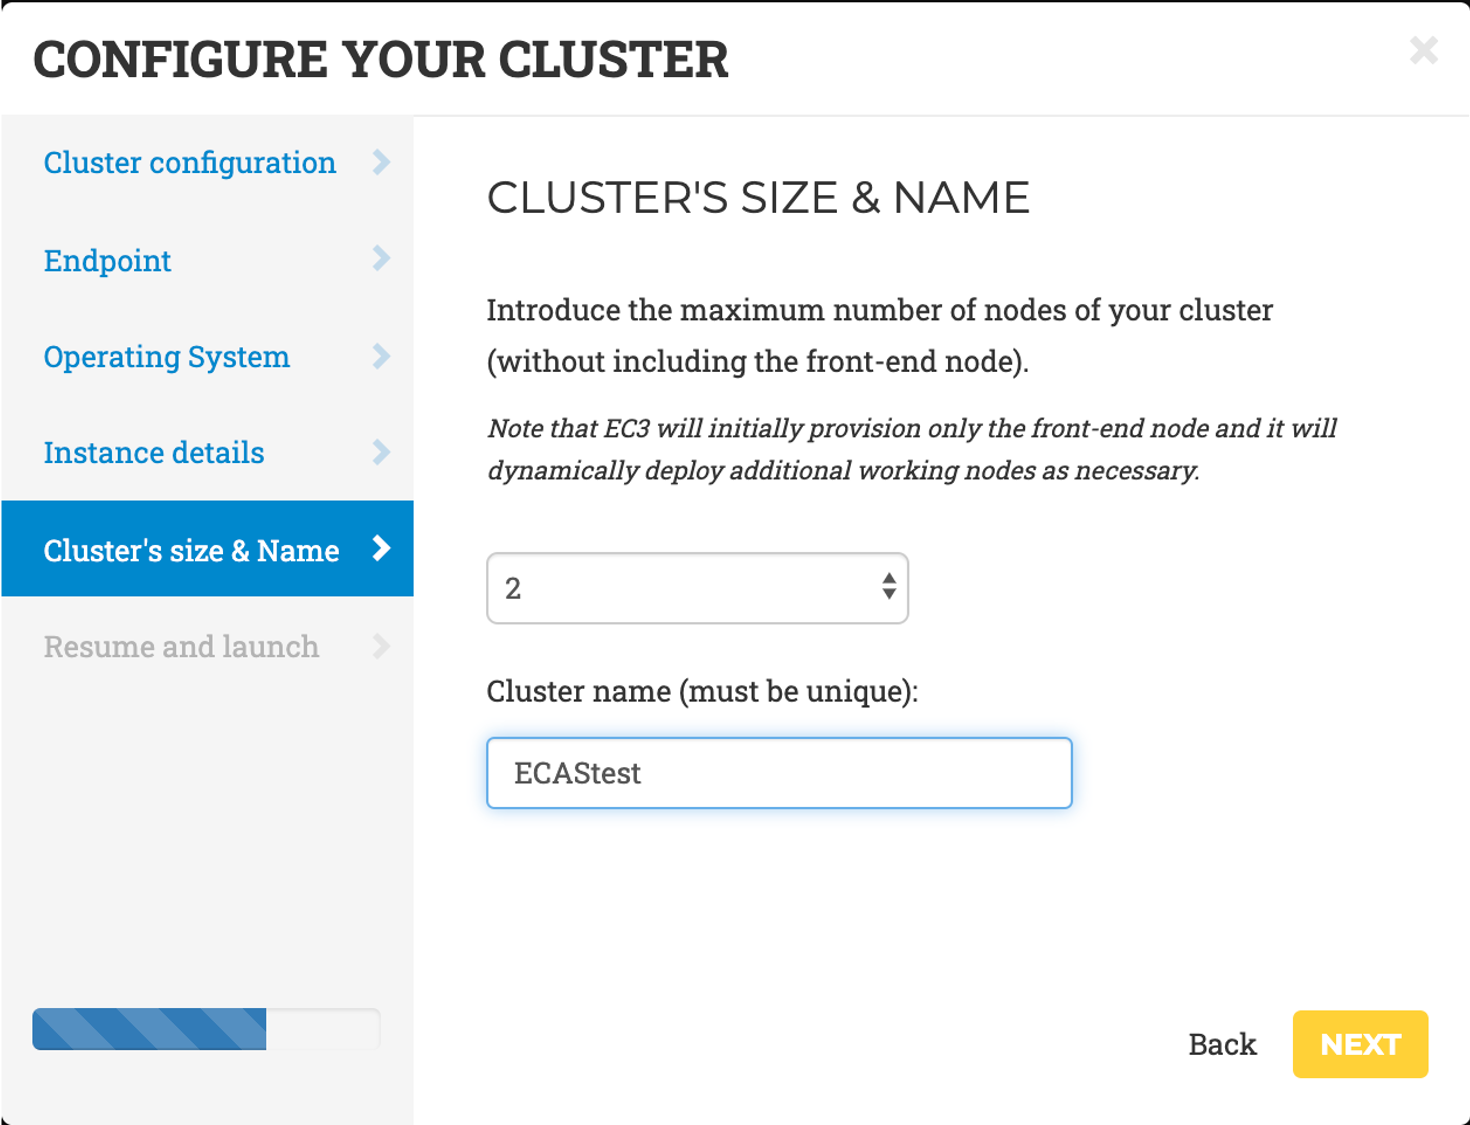 CONFIGURE YOUR CLUSTER
Cluster configuration
Endpoint
Operating System
Instance details
Cluster's size & Name
Resume and launch
CLUSTER'S SIZE & NAME
Introduce the maximum number of nodes of your cluster
(without including the front-end node).
Note that EC3 will initially provision only the front-end node and it will
dynamically deploy additional working nodes as necessary.
2
Cluster name (must be unique):
ECAStest
Back
NEXT